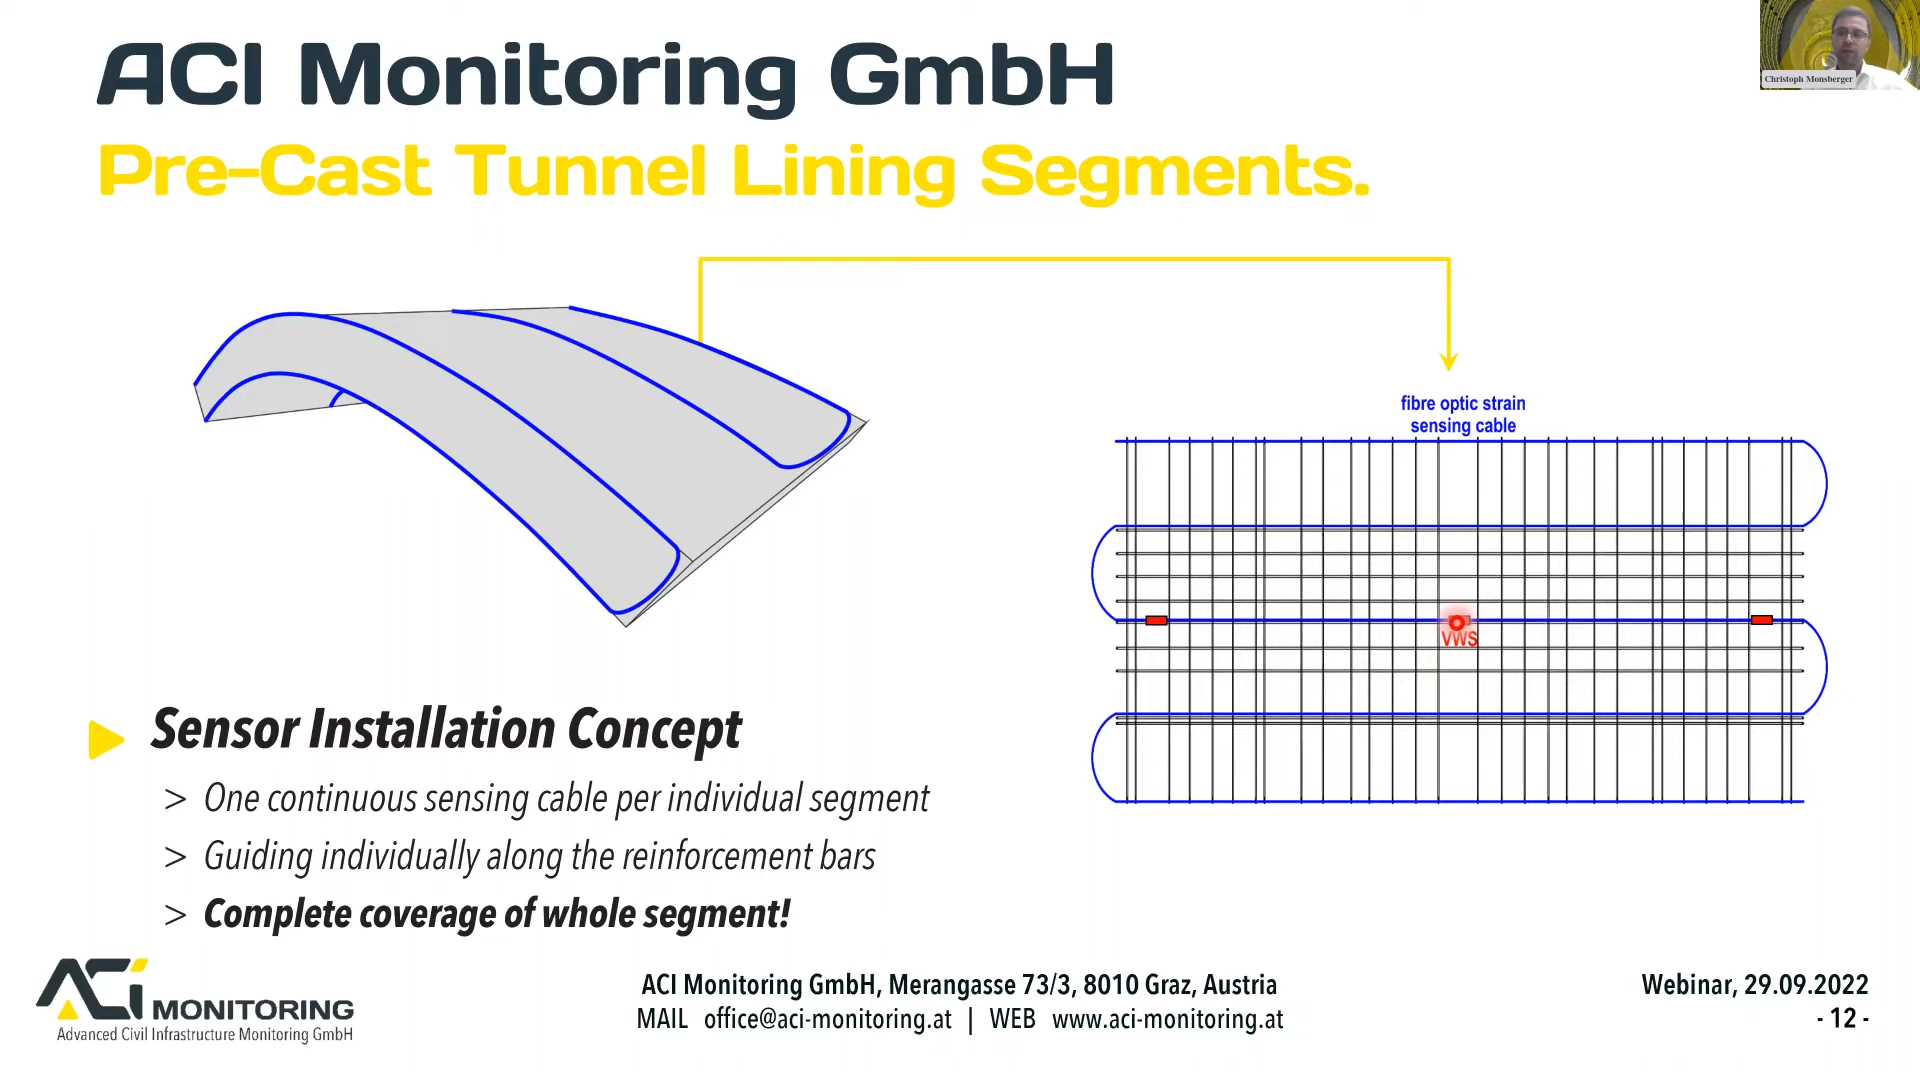 ACI Monitoring GmbH
Pre-Cast Tunnel Lining Segments.
Christoph Monsberger
fibre optic strain
sensing cable
VWS
Sensor Installation Concept
> One continuous sensing cable per individual segment
> Guiding individually along the reinforcement bars
> Complete coverage of whole segment!
ACI MONITORING
Advanced Civil Infrastructure Monitoring GmbH
ACI Monitoring GmbH, Merangasse 73/3, 8010 Graz, Austria
MAIL office@aci-monitoring.at | WEB www.aci-monitoring.at
Webinar, 29.09.2022
- 12 -